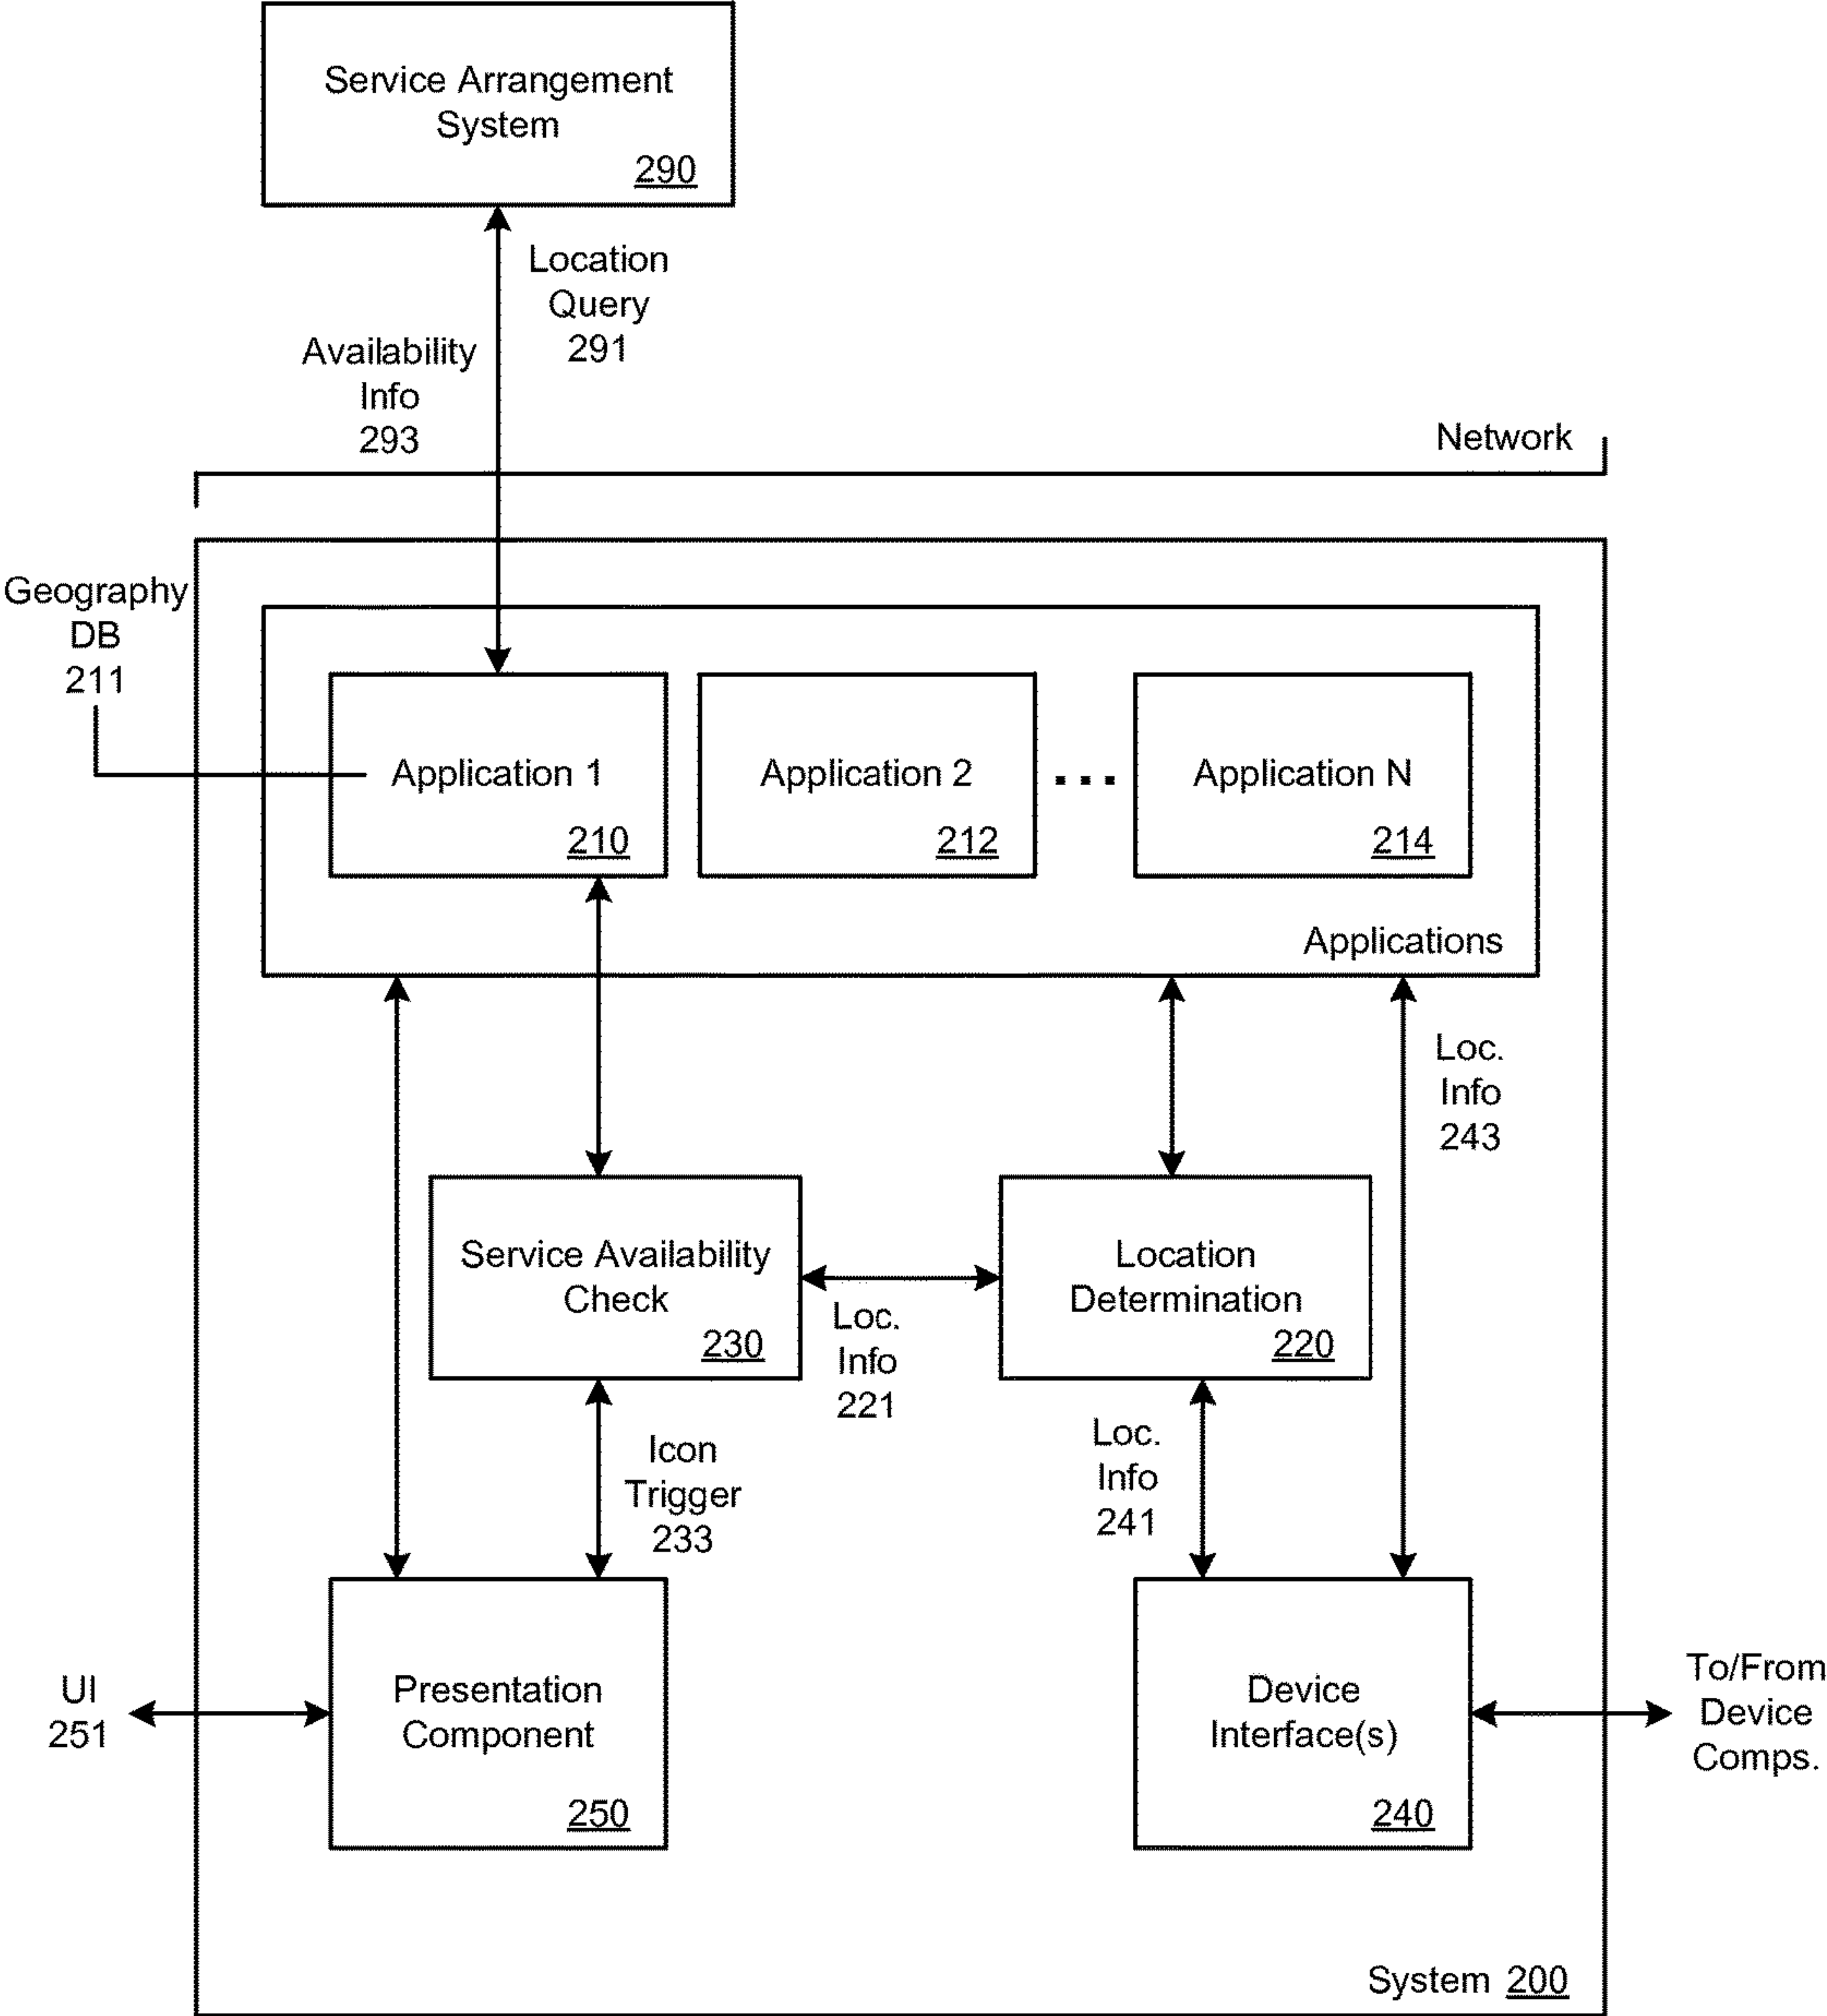 Service Arrangement
System
290
Location
Query
291
Availability
Info
293
Network
Geography
DB
211
Application 1
210
Application 2
212
...
Application N
214
Applications
Loc.
Info
243
Service Availability
Check
230
Loc.
Info
221
Location
Determination
220
Icon
Trigger
233
Loc.
Info
241
UI
251
Presentation
Component
250
Device
Interface(s)
240
To/From
Device
Comps.
System 200